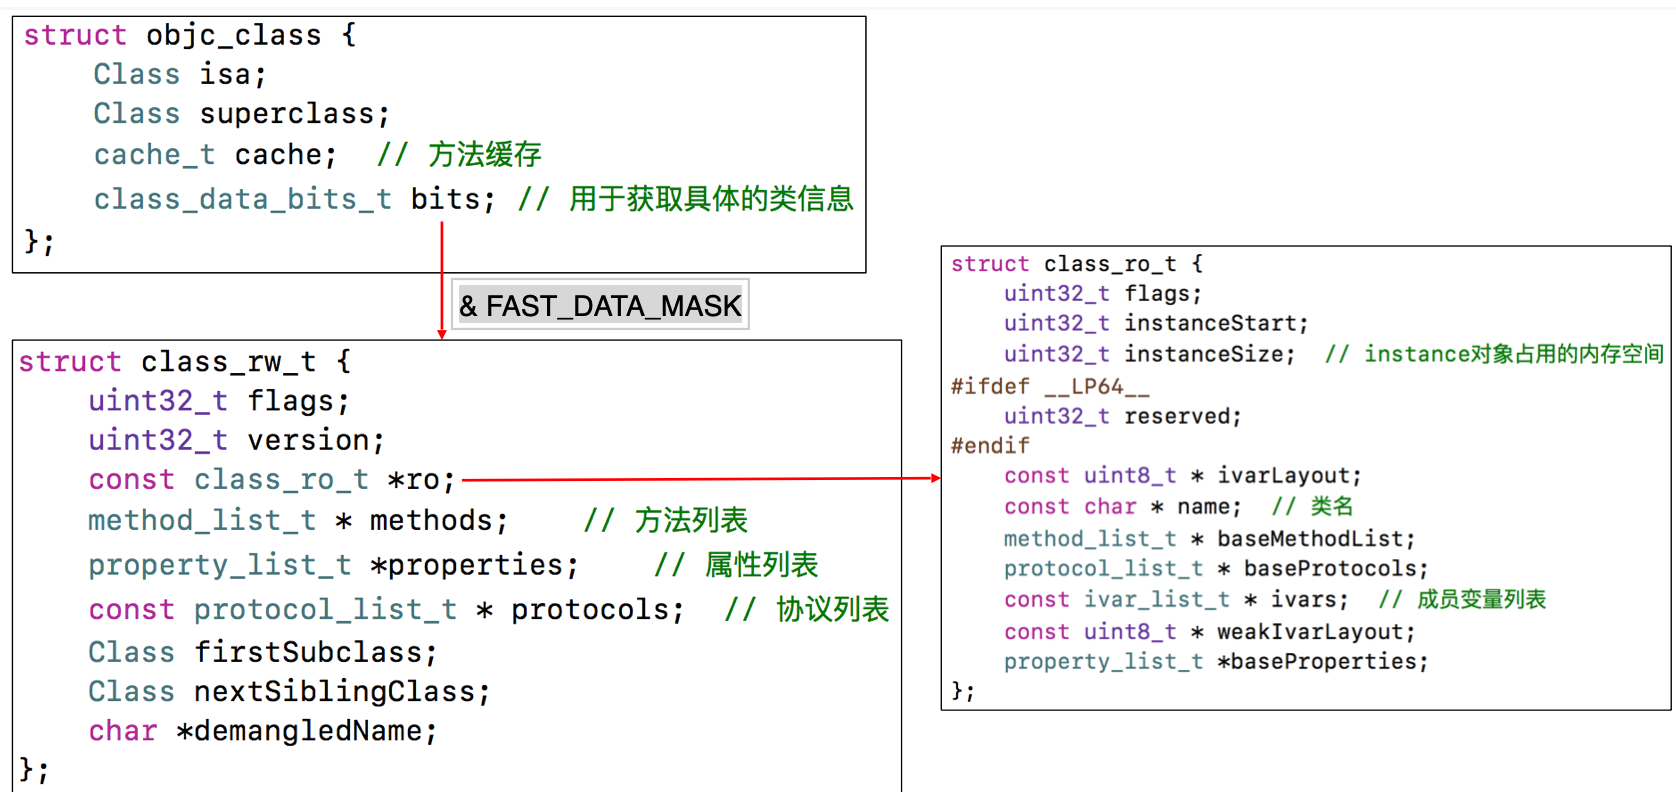 struct objc_class {
    Class isa;
    Class superclass;
    cache_t cache;  // 方法缓存
    class_data_bits_t bits; // 用于获取具体的类信息
};
& FAST_DATA_MASK
struct class_rw_t {
    uint32_t flags;
    uint32_t version;
    const class_ro_t *ro;
    method_list_t * methods;    // 方法列表
    property_list_t *properties;    // 属性列表
    const protocol_list_t * protocols;  // 协议列表
    Class firstSubclass;
    Class nextSiblingClass;
    char *demangledName;
};
struct class_ro_t {
    uint32_t flags;
    uint32_t instanceStart;
    uint32_t instanceSize;  // instance对象占用的内存空间
#ifdef __LP64__
    uint32_t reserved;
#endif
    const uint8_t * ivarLayout;
    const char * name;  // 类名
    method_list_t * baseMethodList;
    protocol_list_t * baseProtocols;
    const ivar_list_t * ivars;  // 成员变量列表
    const uint8_t * weakIvarLayout;
    property_list_t *baseProperties;
};